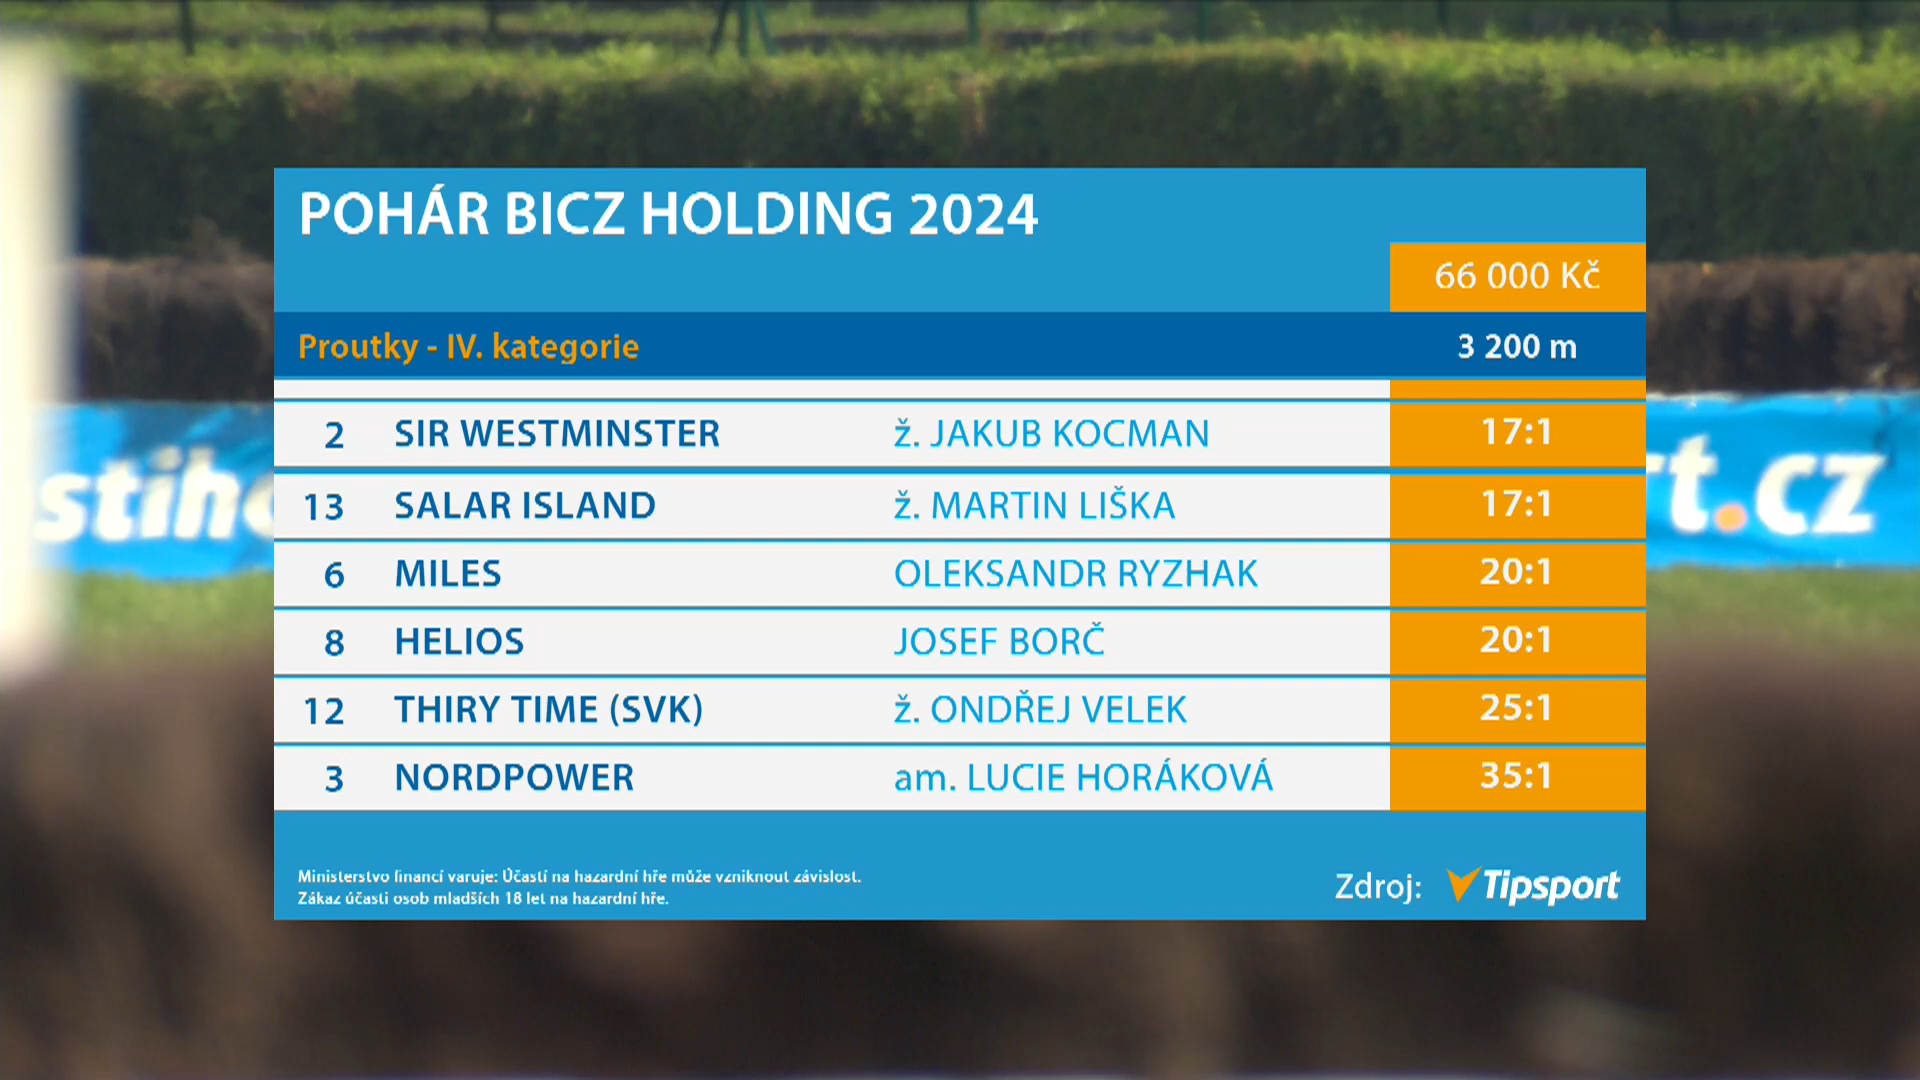 POHÁR BICZ HOLDING 2024
66 000 Kč
Proutky - IV. kategorie 3 200 m
2 SIR WESTMINSTER ž. JAKUB KOCMAN 17:1
13 SALAR ISLAND ž. MARTIN LIŠKA 17:1
6 MILES OLEKSANDR RYZHAK 20:1
8 HELIOS JOSEF BORČ 20:1
12 THIRY TIME (SVK) ž. ONDŘEJ VELEK 25:1
3 NORDPOWER am. LUCIE HORÁKOVÁ 35:1
stih
t.cz
Ministerstvo financí varuje: Účastí na hazardní hře může vzniknout závislost.
Zákaz účasti osob mladších 18 let na hazardní hře.
Zdroj: Tipsport